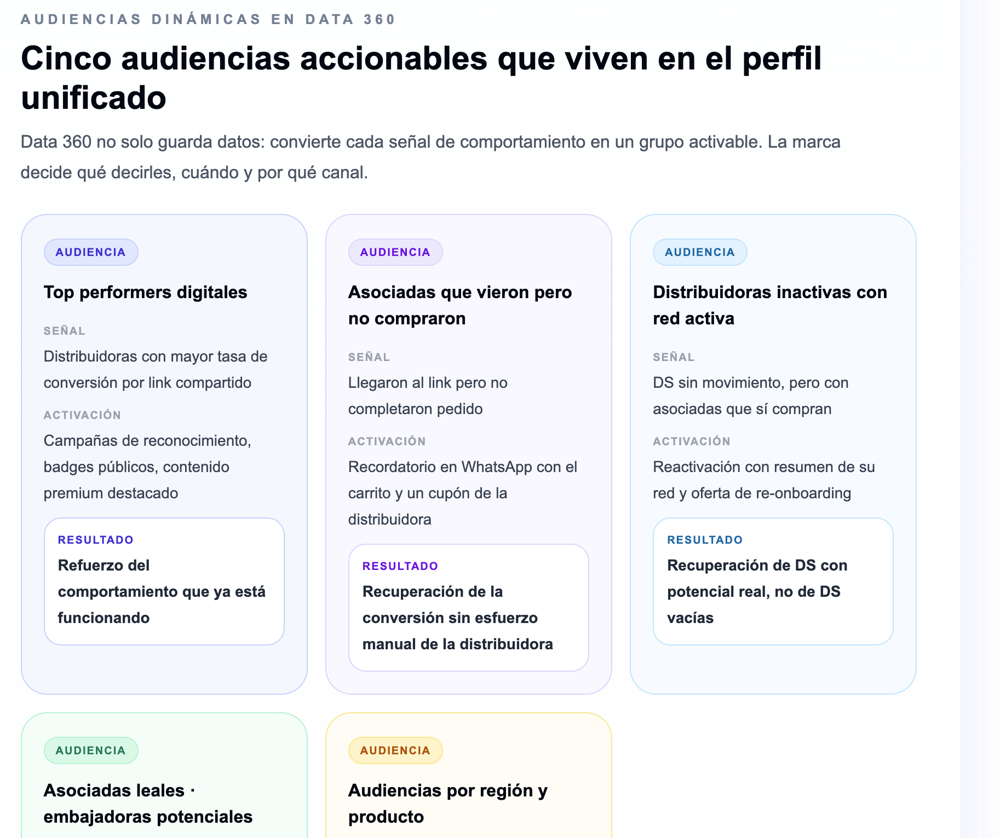 AUDIENCIAS DINÁMICAS EN DATA 360
Cinco audiencias accionables que viven en el perfil
unificado
Data 360 no solo guarda datos: convierte cada señal de comportamiento en un grupo activable. La marca
decide qué decirles, cuándo y por qué canal.
AUDIENCIA
Top performers digitales
SEÑAL
Distribuidoras con mayor tasa de
conversión por link compartido
ACTIVACIÓN
Campañas de reconocimiento,
badges públicos, contenido
premium destacado
RESULTADO
Refuerzo del
comportamiento que ya está
funcionando
AUDIENCIA
Asociadas que vieron pero
no compraron
SEÑAL
Llegaron al link pero no
completaron pedido
ACTIVACIÓN
Recordatorio en WhatsApp con el
carrito y un cupón de la
distribuidora
RESULTADO
Recuperación de la
conversión sin esfuerzo
manual de la distribuidora
AUDIENCIA
Distribuidoras inactivas con
red activa
SEÑAL
DS sin movimiento, pero con
asociadas que sí compran
ACTIVACIÓN
Reactivación con resumen de su
red y oferta de re-onboarding
RESULTADO
Recuperación de DS con
potencial real, no de DS
vacías
AUDIENCIA
Asociadas leales ·
embajadoras potenciales
AUDIENCIA
Audiencias por región y
producto